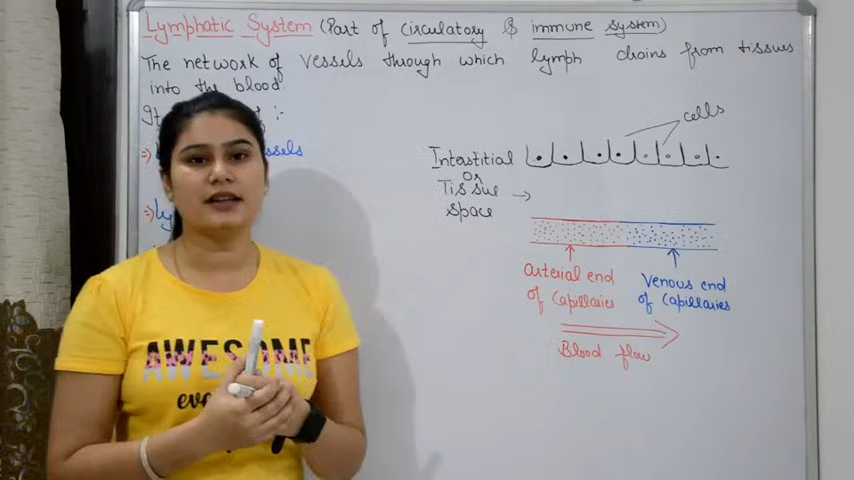 Lymphatic System (Part of circulatory & immune system)
The network of vessels through which lymph drains from tissues
into the blood
:-
cells
Interstitial
or
Tissue
space
Arterial end
of Capillaries
Venous end
of Capillaries
Blood flow
AWESOME